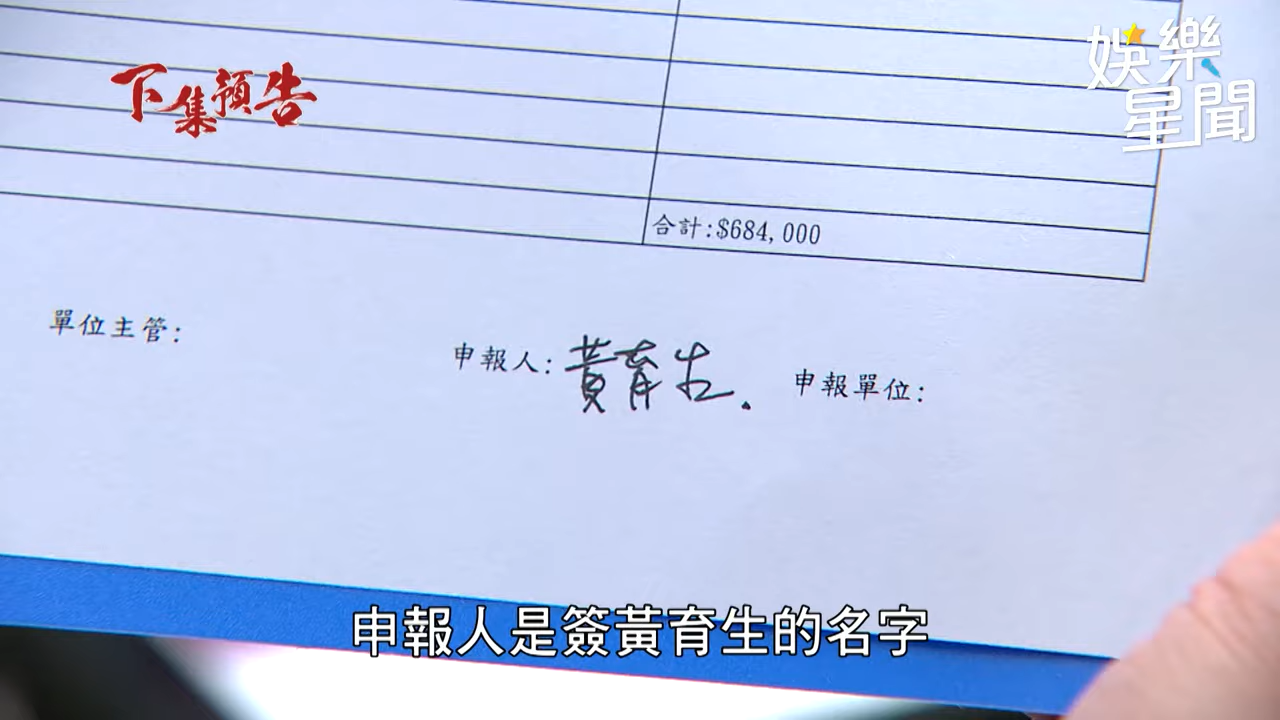 下集預告
娛樂
星聞
合計:$684,000
單位主管:
申報人:黃育生.
申報單位:
申報人是簽黃育生的名字